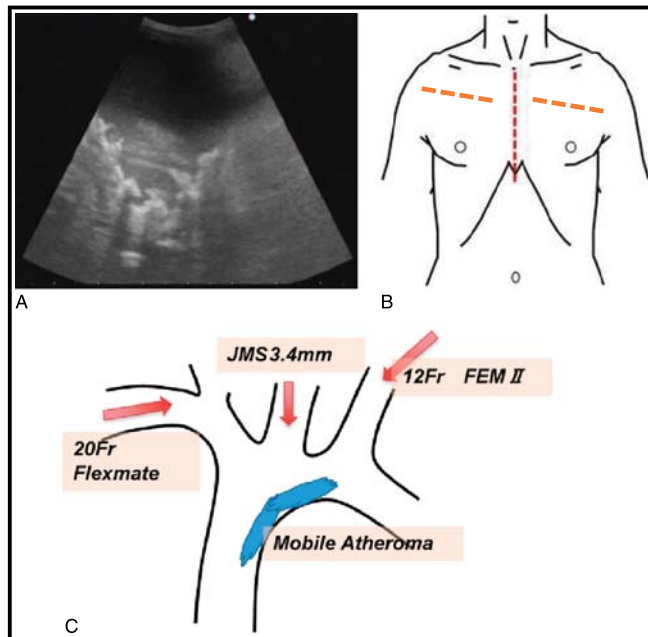 A
B
JMS3.4mm
12Fr FEM Ⅱ
20Fr
Flexmate
Mobile Atheroma
C